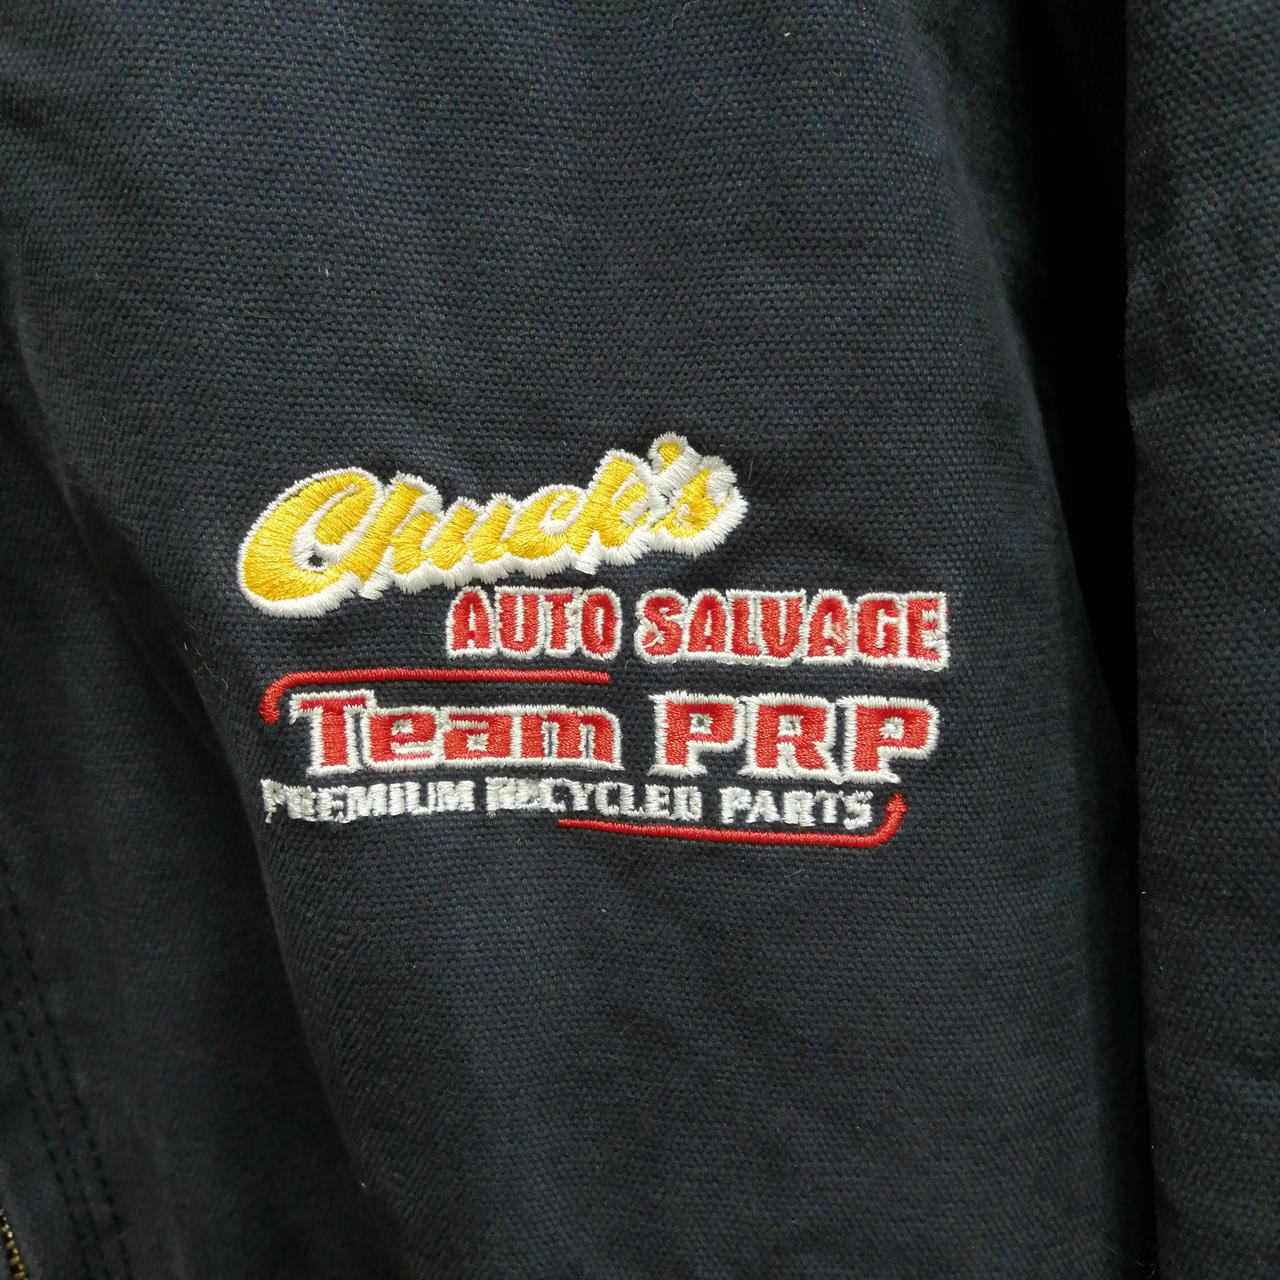 Chuck's
AUTO SALVAGE
Team PRP
PREMIUM RECYCLED PARTS